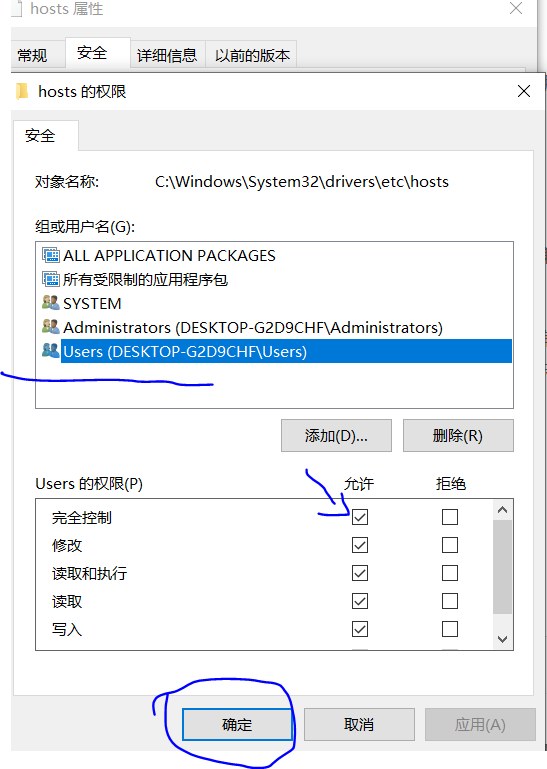 hosts 属性
常规 安全 详细信息 以前的版本
hosts 的权限
安全
对象名称: C:\Windows\System32\drivers\etc\hosts
组或用户名(G):
ALL APPLICATION PACKAGES
所有受限制的应用程序包
SYSTEM
Administrators (DESKTOP-G2D9CHF\Administrators)
Users (DESKTOP-G2D9CHF\Users)
添加(D)... 删除(R)
Users 的权限(P) 允许 拒绝
完全控制
修改
读取和执行
读取
写入
确定 取消 应用(A)